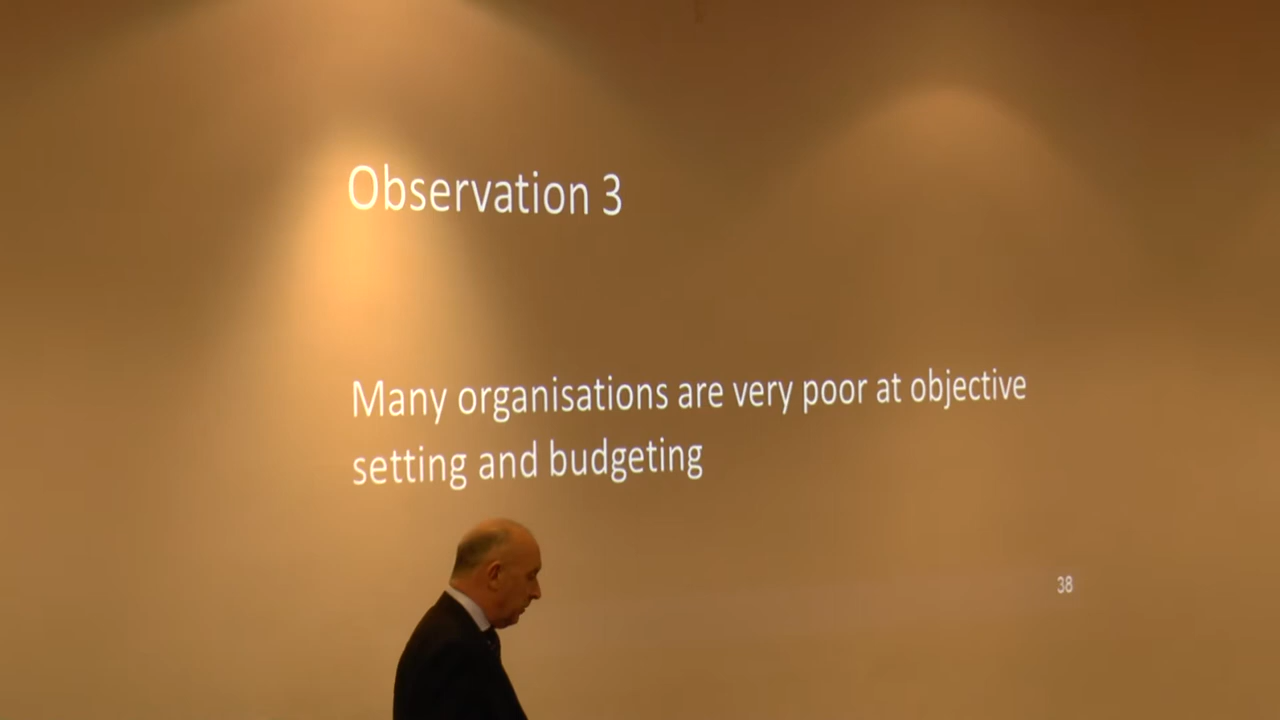 Observation 3
Many organisations are very poor at objective
setting and budgeting
38